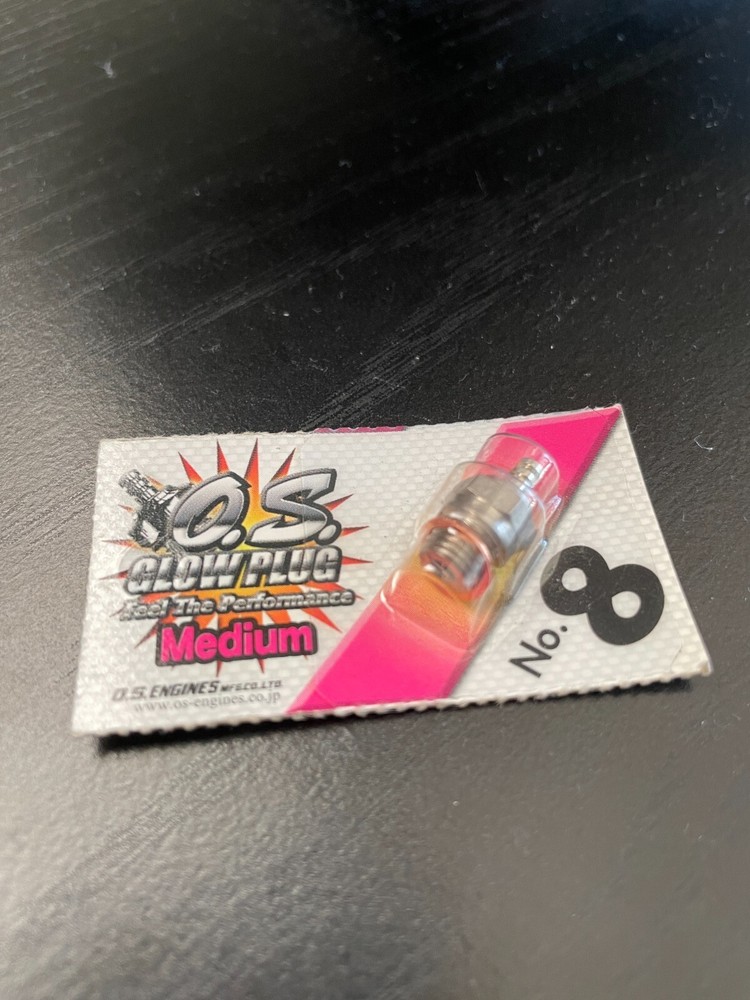 O.S.
GLOW PLUG
Feel The Performance
Medium
O.S. ENGINES MFG.CO.LTD.
www.os-engines.co.jp
No. 8